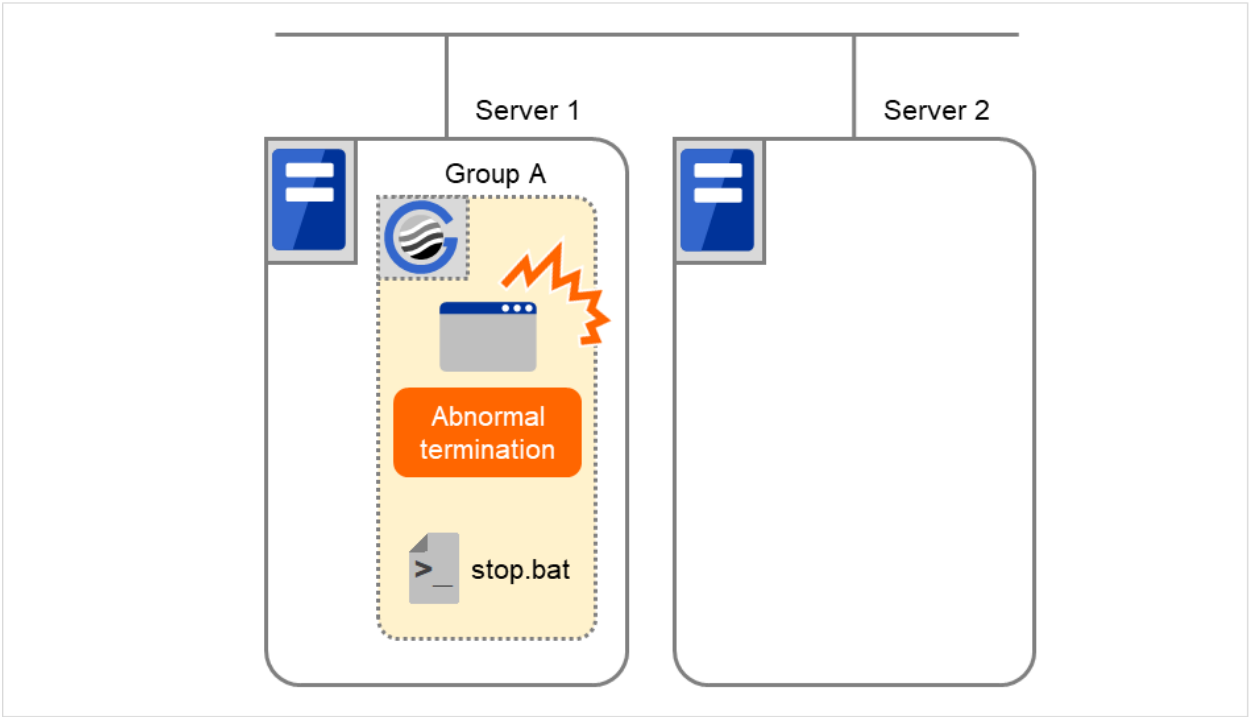 Server 1
Server 2
Group A
Abnormal
termination
>_
stop.bat